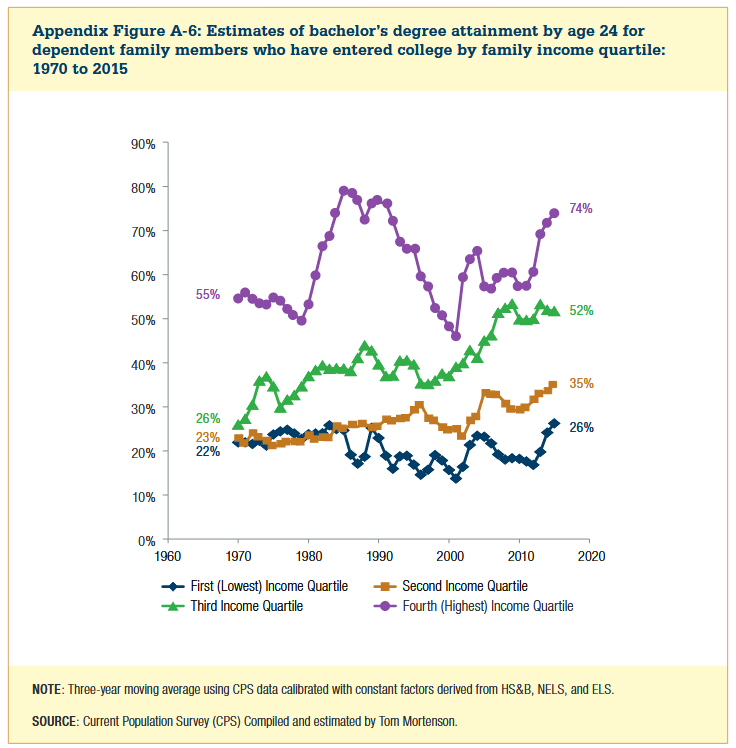 Appendix Figure A-6: Estimates of bachelor's degree attainment by age 24 for
dependent family members who have entered college by family income quartile:
1970 to 2015
90%
80%
70%
60%
50%
40%
30%
20%
10%
0%
55%
26%
23%
22%
74%
52%
35%
26%
1960 1970 1980 1990 2000 2010 2020
First (Lowest) Income Quartile Second Income Quartile
Third Income Quartile Fourth (Highest) Income Quartile
NOTE: Three-year moving average using CPS data calibrated with constant factors derived from HS&B, NELS, and ELS.
SOURCE: Current Population Survey (CPS) Compiled and estimated by Tom Mortenson.